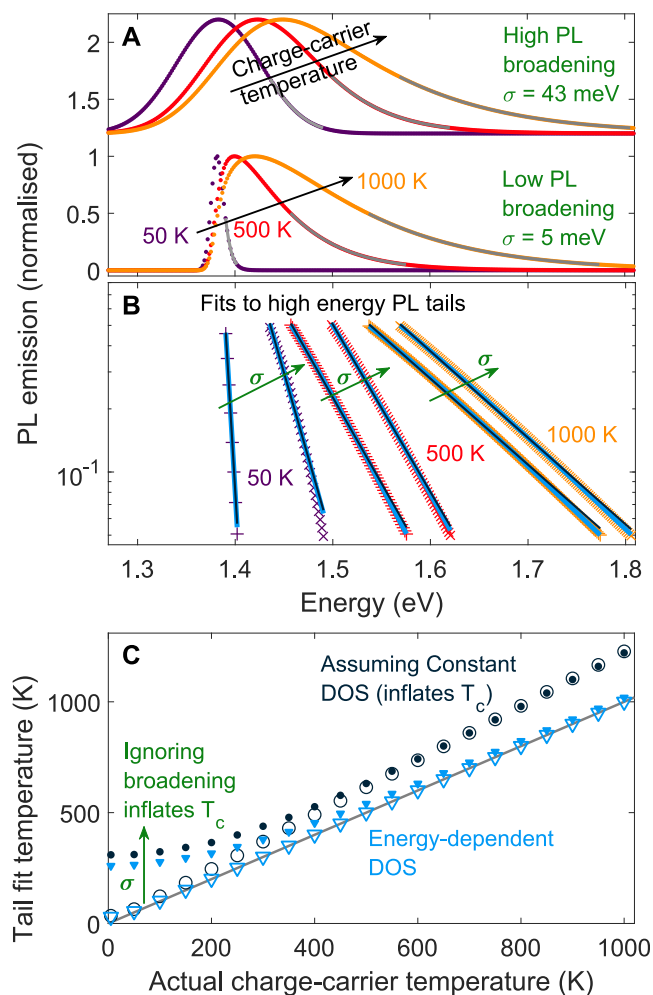 A
Charge-carrier
temperature
High PL
broadening
σ = 43 meV
2
1
1000 K
500 K
50 K
Low PL
broadening
σ = 5 meV
1
0.5
0
PL emission (normalised)
B
Fits to high energy PL tails
σ
σ
σ
50 K
500 K
1000 K
10⁻¹
1.3 1.4 1.5 1.6 1.7 1.8
Energy (eV)
C
Assuming Constant
DOS (inflates T_c)
Ignoring
broadening
inflates T_c
σ
Energy-dependent
DOS
1000
500
0
Tail fit temperature (K)
0 200 400 600 800 1000
Actual charge-carrier temperature (K)